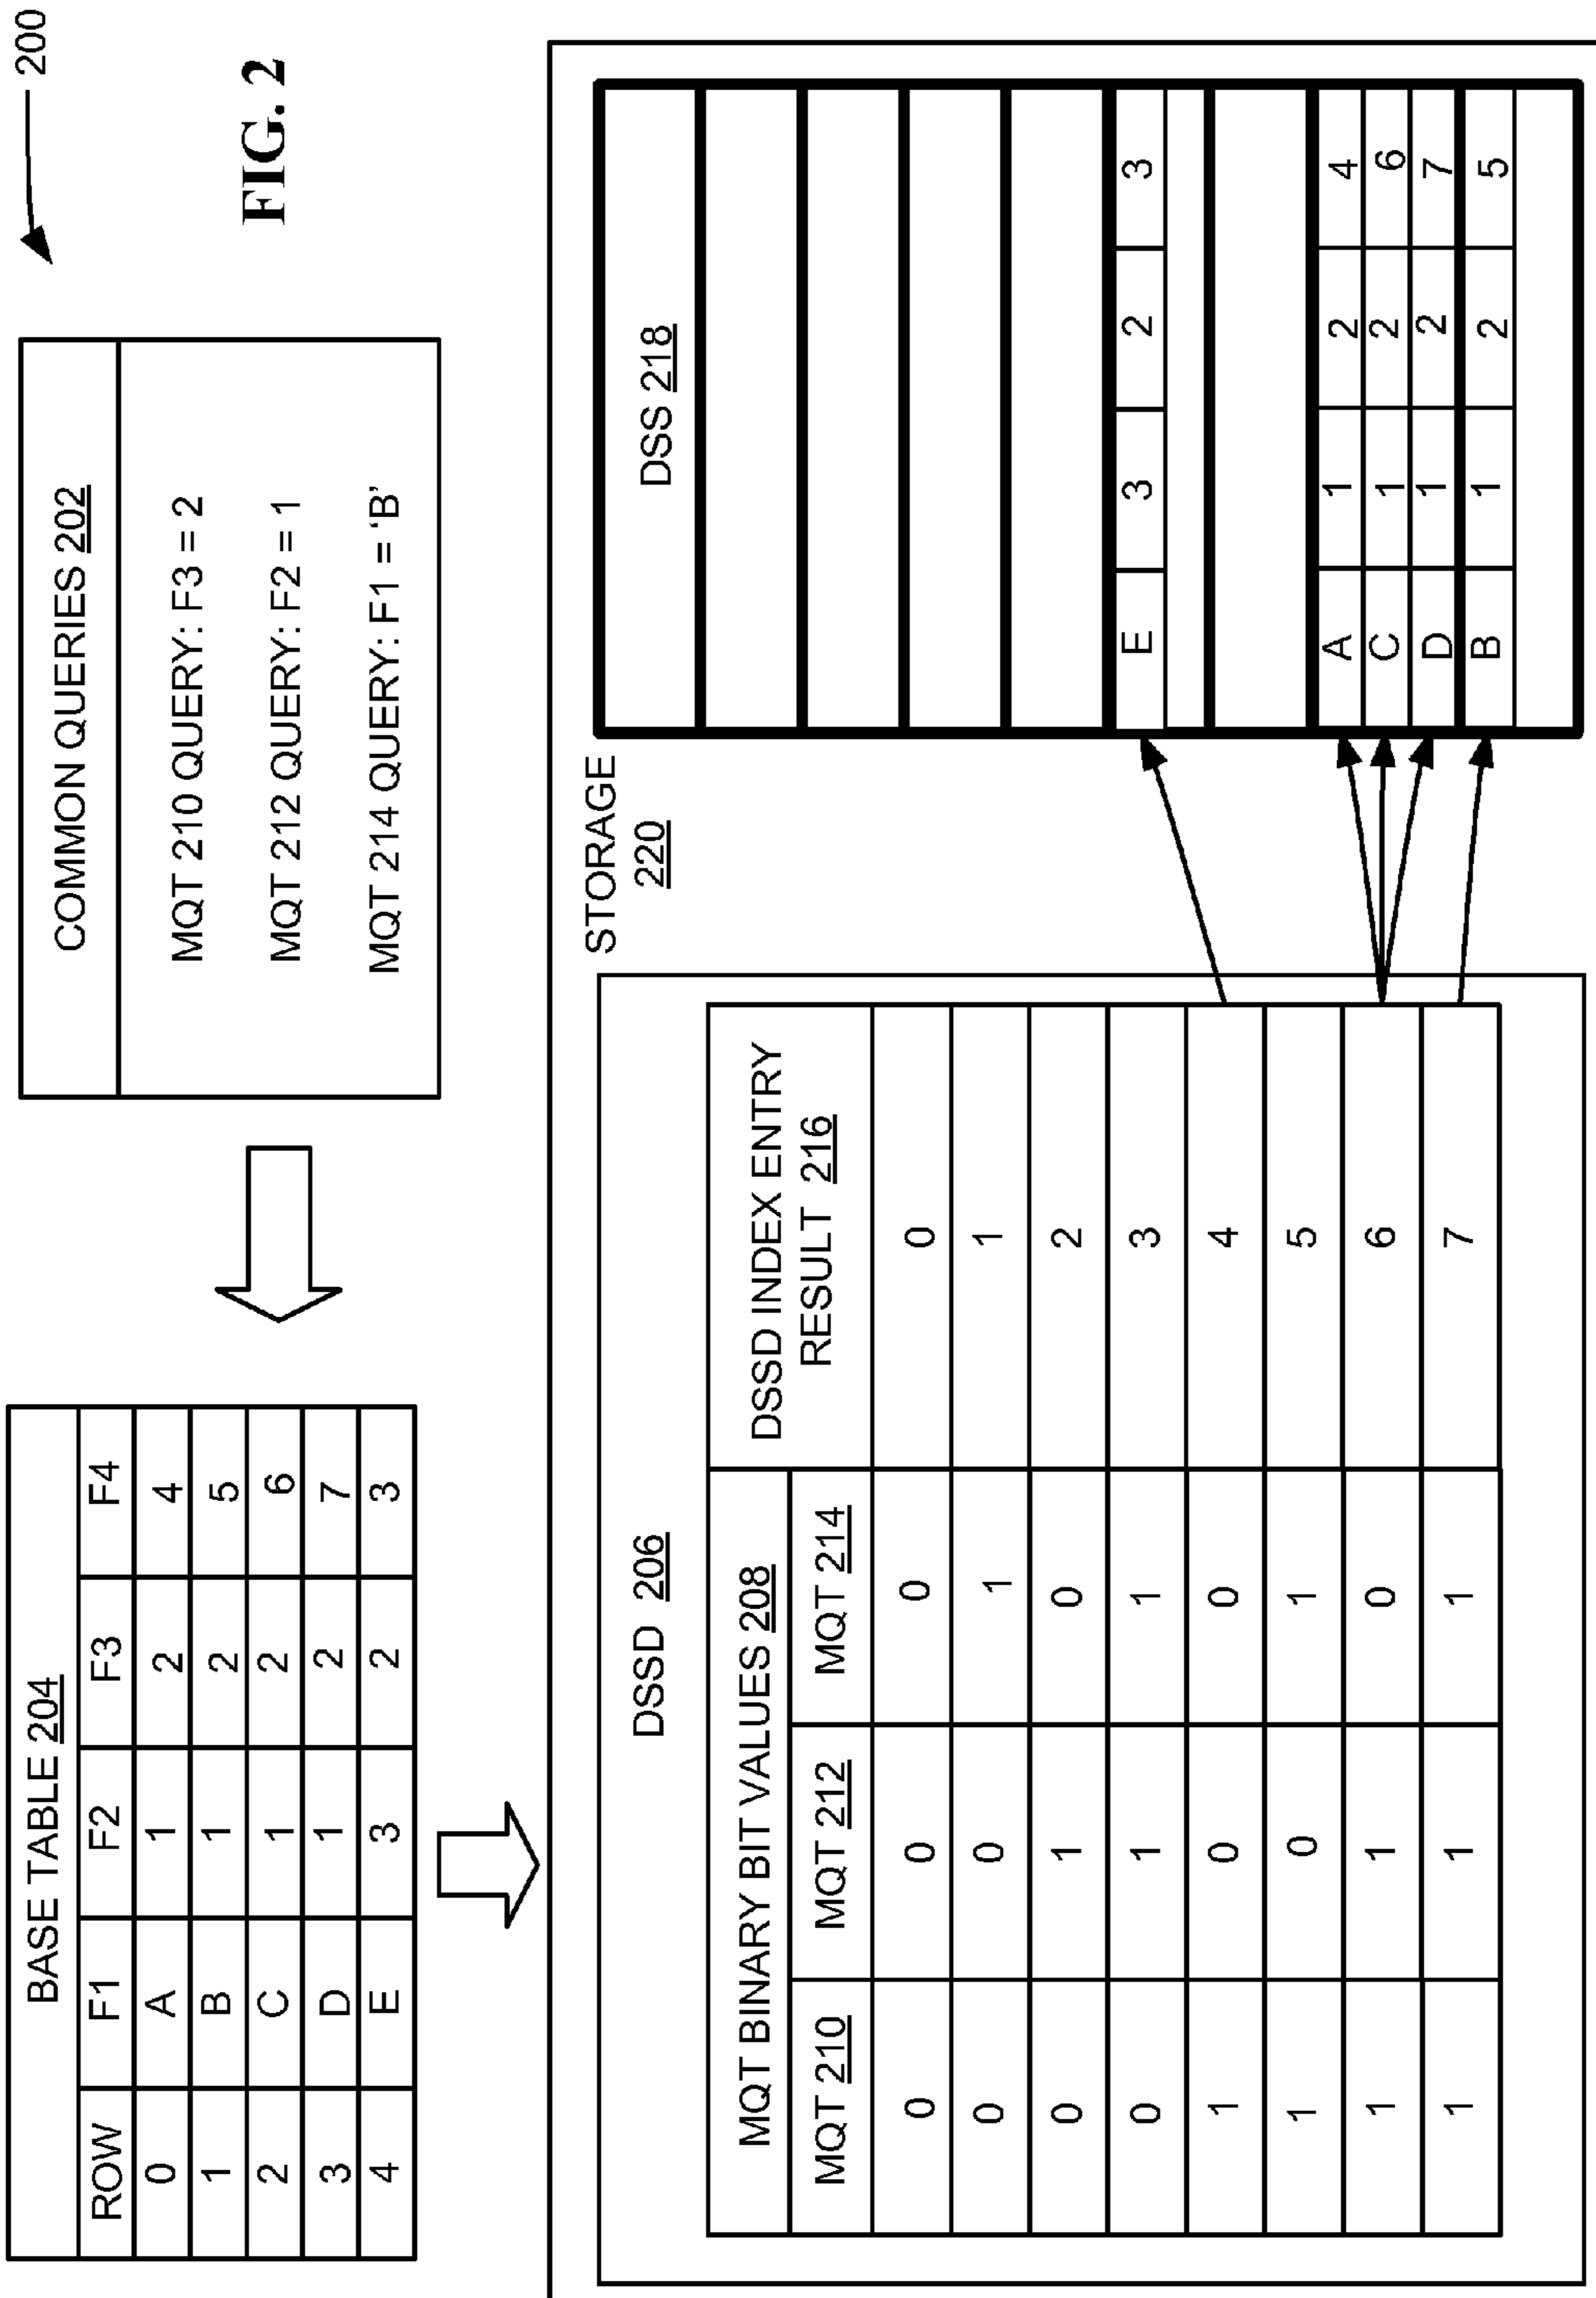 200
FIG. 2
BASE TABLE 204
ROW F1 F2 F3 F4
0 A 1 2 4
1 B 1 2 5
2 C 1 2 6
3 D 1 2 7
4 E 3 2 3
COMMON QUERIES 202
MQT 210 QUERY: F3 = 2
MQT 212 QUERY: F2 = 1
MQT 214 QUERY: F1 = ‘B’
STORAGE
220
DSSD 206
MQT BINARY BIT VALUES 208
DSSD INDEX ENTRY
RESULT 216
MQT 210 MQT 212 MQT 214
0 0 0 0
0 0 1 1
0 1 0 2
0 1 1 3
1 0 0 4
1 0 1 5
1 1 0 6
1 1 1 7
DSS 218
E 3 2 3
A 1 2 4
C 1 2 6
D 1 2 7
B 1 2 5